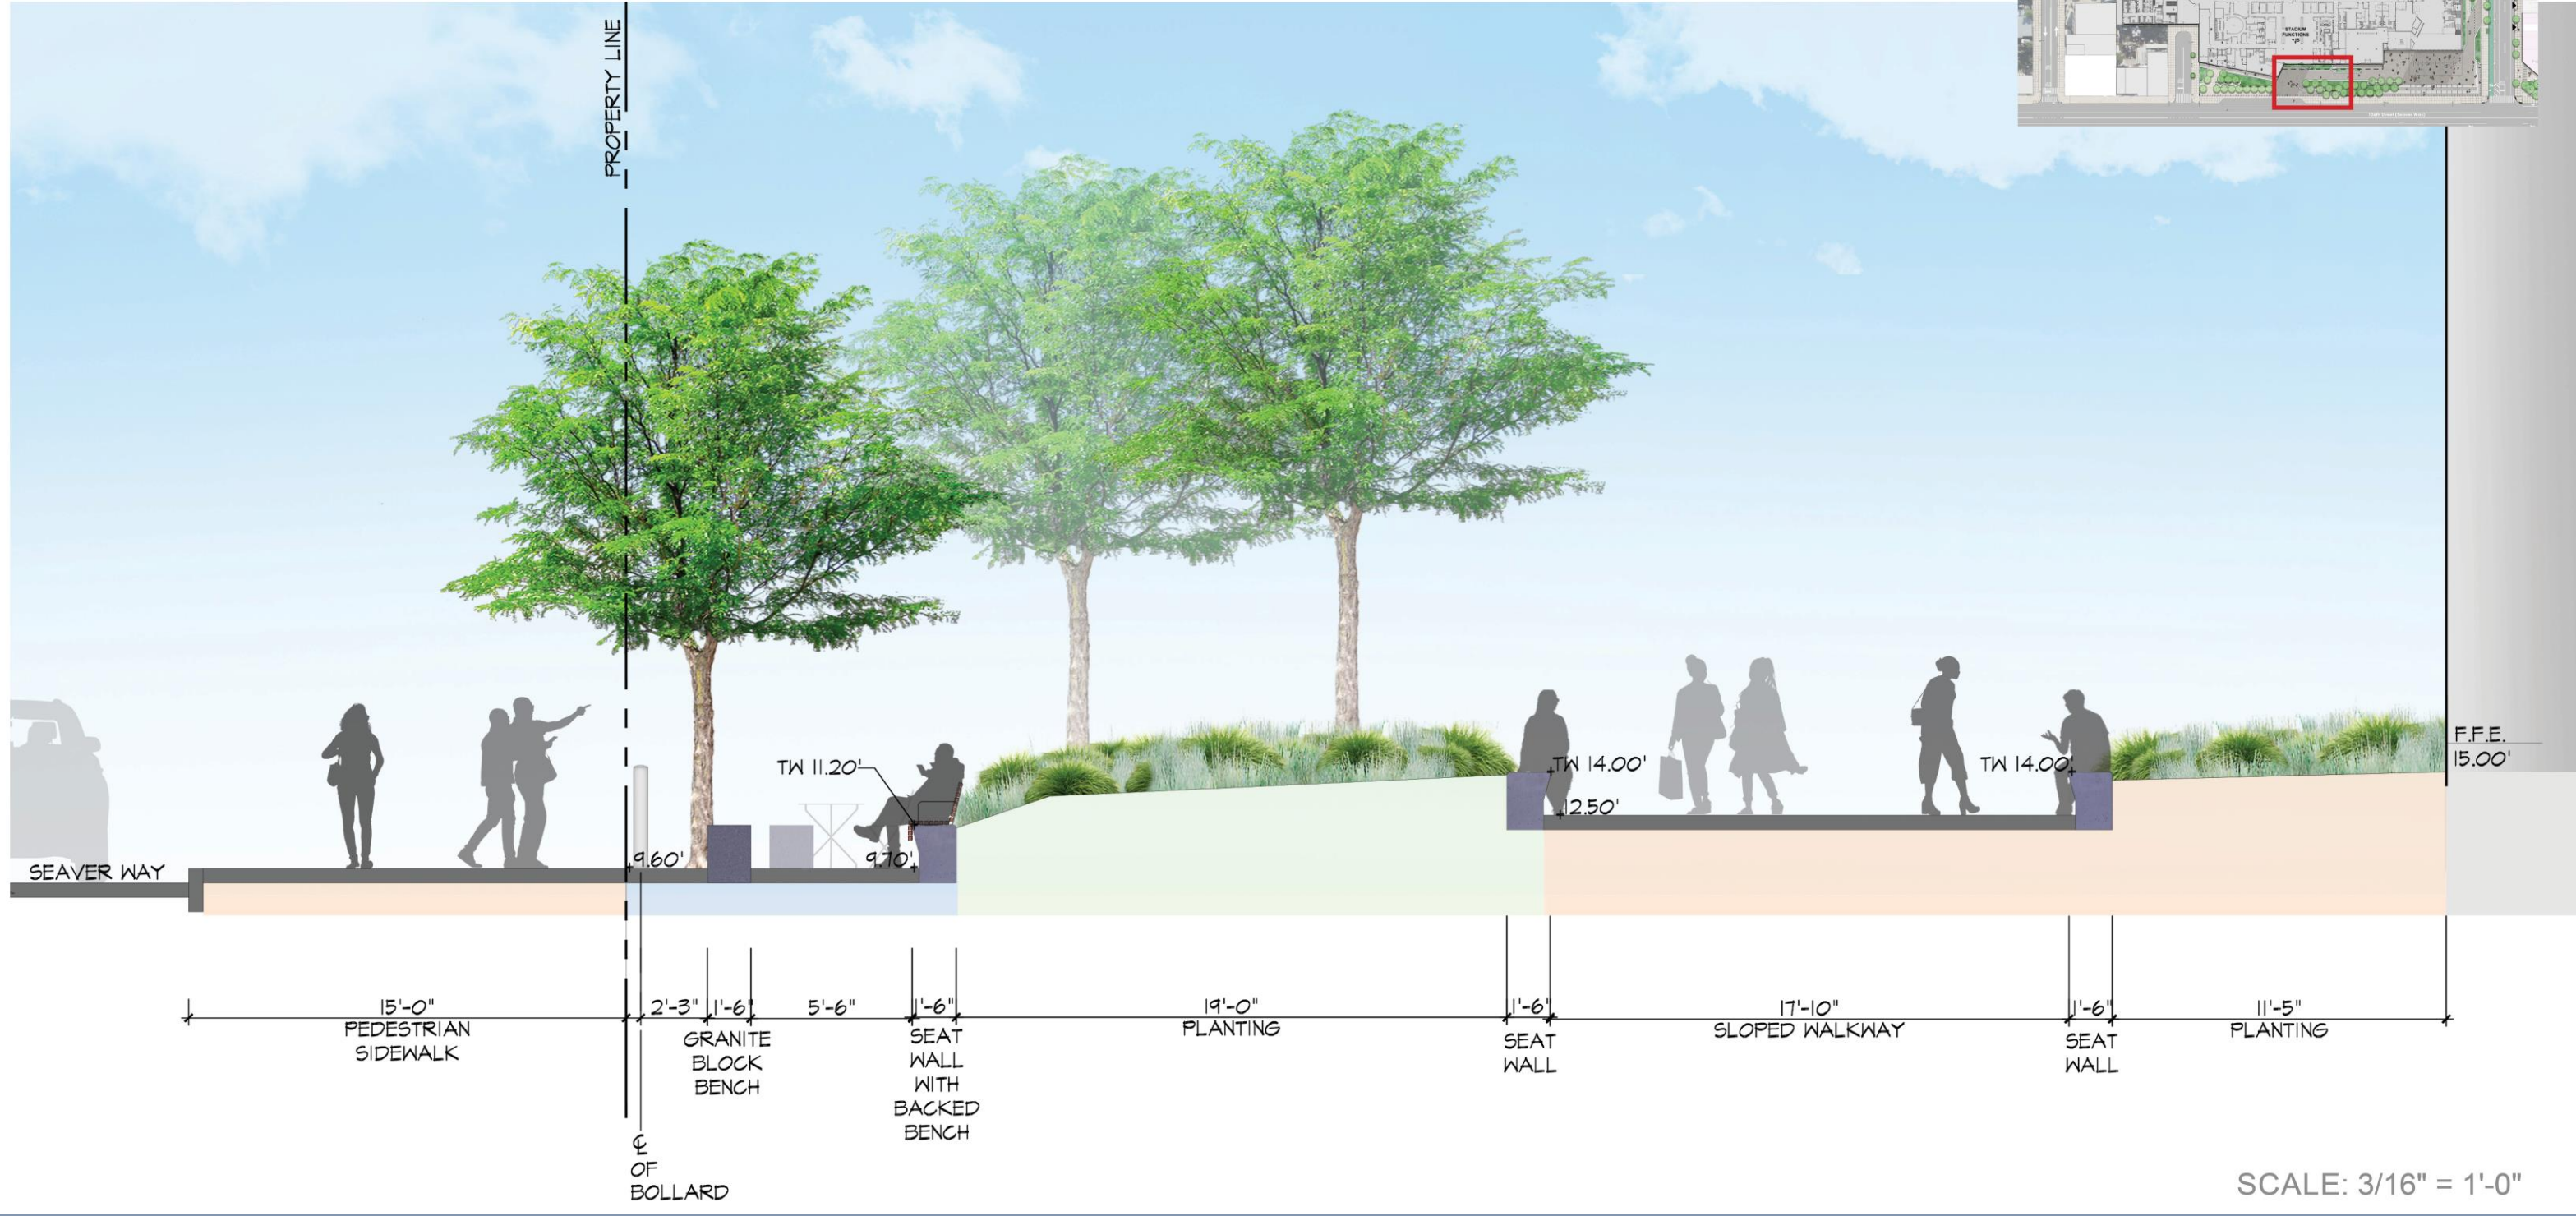 PROPERTY LINE
STADIUM
FUNCTIONS
TW 11.20'
TW 14.00'
TW 14.00'
F.F.E.
15.00'
12.50'
9.60'
9.70'
SEAVER WAY
15'-0"
2'-3"
1'-6"
5'-6"
1'-6"
19'-0"
1'-6"
17'-10"
1'-6"
11'-5"
PEDESTRIAN
SIDEWALK
GRANITE
BLOCK
BENCH
SEAT
WALL
WITH
BACKED
BENCH
PLANTING
SEAT
WALL
SLOPED WALKWAY
SEAT
WALL
PLANTING
℄
OF
BOLLARD
SCALE: 3/16" = 1'-0"